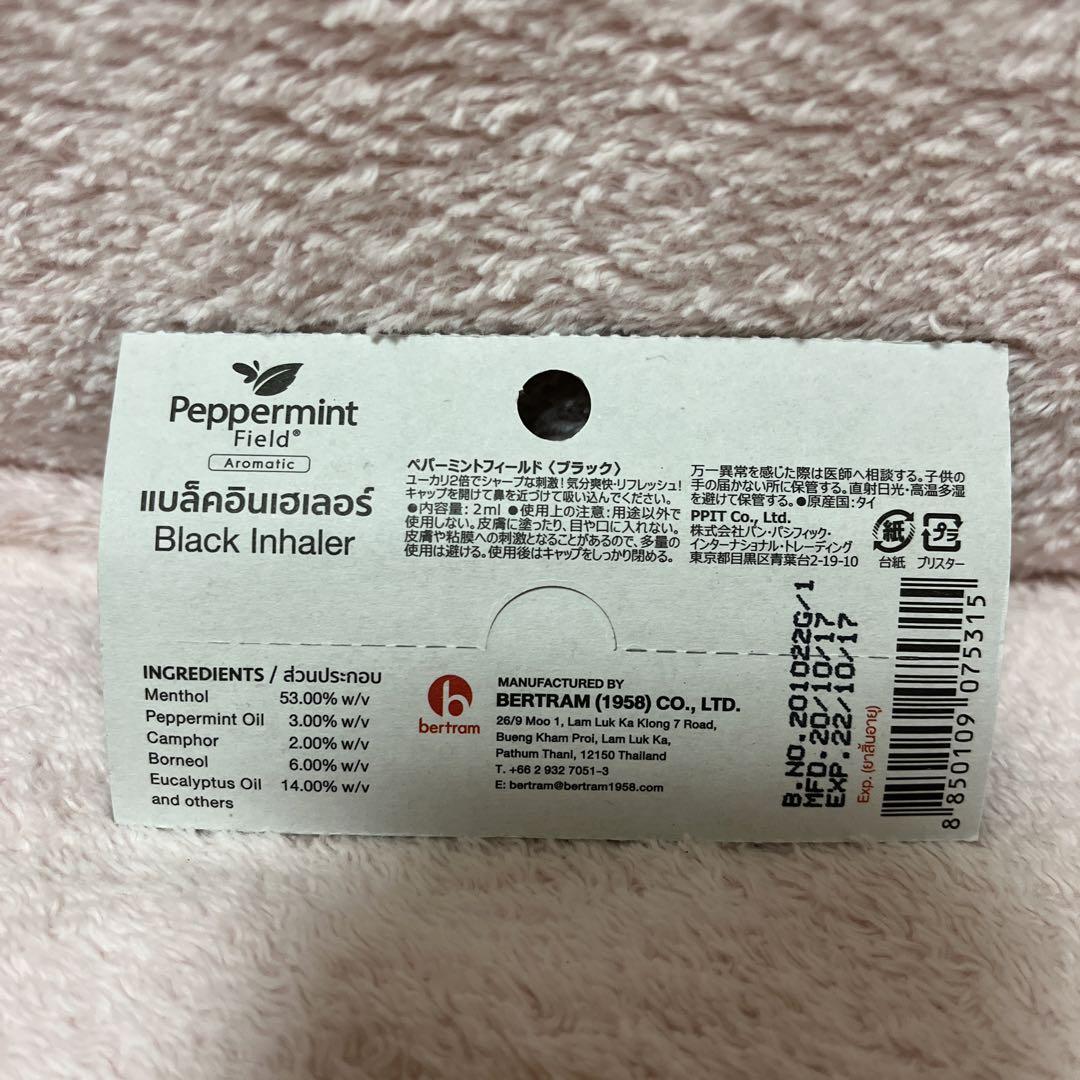 Peppermint
Field®
Aromatic
แบล็คอินเฮเลอร์
Black Inhaler
ペパーミントフィールド〈ブラック〉
ユーカリ2倍でシャープな刺激!気分爽快・リフレッシュ!
キャップを開けて鼻を近づけて吸い込んでください。
●内容量:2ml ●使用上の注意:用途以外で
使用しない。皮膚に塗ったり、目や口に入れない。
皮膚や粘膜への刺激となることがあるので、多量の
使用は避ける。使用後はキャップをしっかり閉める。
万一異常を感じた際は医師へ相談する。子供の
手の届かない所に保管する。直射日光・高温多湿
を避けて保管する。●原産国:タイ
PPIT Co., Ltd.
株式会社パン・パシフィック・
インターナショナル・トレーディング
東京都目黒区青葉台2-19-10
紙
台紙
プラ
ブリスター
INGREDIENTS / ส่วนประกอบ
Menthol 53.00% w/v
Peppermint Oil 3.00% w/v
Camphor 2.00% w/v
Borneol 6.00% w/v
Eucalyptus Oil 14.00% w/v
and others
b
bertram
MANUFACTURED BY
BERTRAM (1958) CO., LTD.
26/9 Moo 1, Lam Luk Ka Klong 7 Road,
Bueng Kham Proi, Lam Luk Ka,
Pathum Thani, 12150 Thailand
T. +66 2 932 7051-3
E: bertram@bertram1958.com
B.NO.201022G/1
MFD.20/10/17
EXP.22/10/17
Exp. (ยาสิ้นอายุ)
8 850109 075315